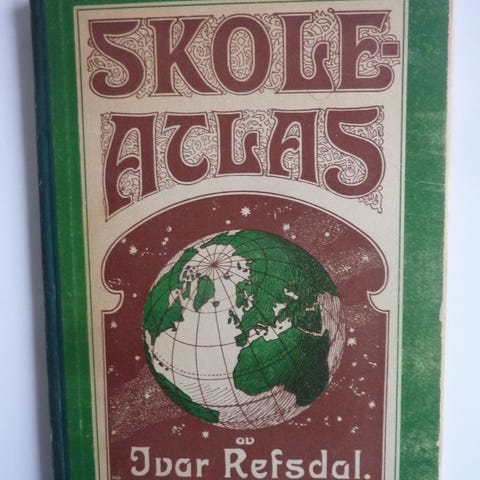 SKOLE-
ATLAS
av
Ivar Refsdal.